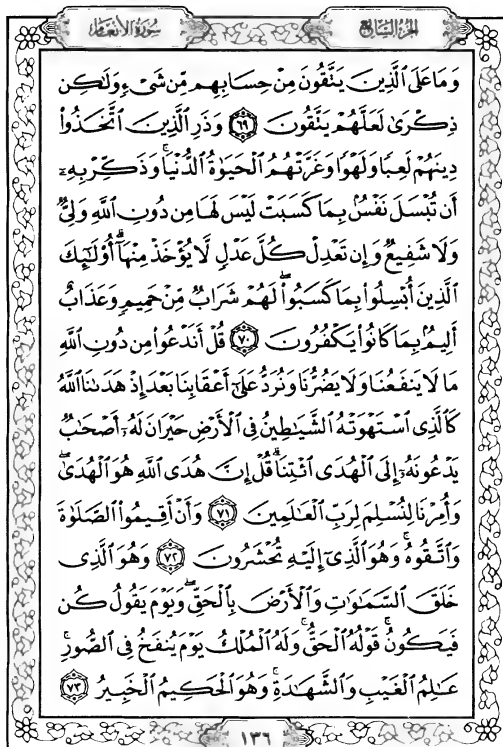 الجزء السابع
سورة الأنعام
وَمَا عَلَى ٱلَّذِينَ يَتَّقُونَ مِنْ حِسَابِهِم مِّن شَىْءٍ وَلَٰكِن
ذِكْرَىٰ لَعَلَّهُمْ يَتَّقُونَ ٦٩ وَذَرِ ٱلَّذِينَ ٱتَّخَذُوا۟
دِينَهُمْ لَعِبًا وَلَهْوًا وَغَرَّتْهُمُ ٱلْحَيَوٰةُ ٱلدُّنْيَا ۚ وَذَكِّرْ بِهِۦٓ
أَن تُبْسَلَ نَفْسٌۢ بِمَا كَسَبَتْ لَيْسَ لَهَا مِن دُونِ ٱللَّهِ وَلِىٌّ
وَلَا شَفِيعٌ وَإِن تَعْدِلْ كُلَّ عَدْلٍ لَّا يُؤْخَذْ مِنْهَآ ۗ أُو۟لَٰٓئِكَ
ٱلَّذِينَ أُبْسِلُوا۟ بِمَا كَسَبُوا۟ ۖ لَهُمْ شَرَابٌ مِّنْ حَمِيمٍ وَعَذَابٌ
أَلِيمٌۢ بِمَا كَانُوا۟ يَكْفُرُونَ ٧٠ قُلْ أَنَدْعُوا۟ مِن دُونِ ٱللَّهِ
مَا لَا يَنفَعُنَا وَلَا يَضُرُّنَا وَنُرَدُّ عَلَىٰٓ أَعْقَابِنَا بَعْدَ إِذْ هَدَىٰنَا ٱللَّهُ
كَٱلَّذِى ٱسْتَهْوَتْهُ ٱلشَّيَٰطِينُ فِى ٱلْأَرْضِ حَيْرَانَ لَهُۥٓ أَصْحَٰبٌ
يَدْعُونَهُۥٓ إِلَى ٱلْهُدَى ٱئْتِنَا ۗ قُلْ إِنَّ هُدَى ٱللَّهِ هُوَ ٱلْهُدَىٰ ۖ
وَأُمِرْنَا لِنُسْلِمَ لِرَبِّ ٱلْعَٰلَمِينَ ٧١ وَأَنْ أَقِيمُوا۟ ٱلصَّلَوٰةَ
وَٱتَّقُوهُ ۚ وَهُوَ ٱلَّذِىٓ إِلَيْهِ تُحْشَرُونَ ٧٢ وَهُوَ ٱلَّذِى
خَلَقَ ٱلسَّمَٰوَٰتِ وَٱلْأَرْضَ بِٱلْحَقِّ ۖ وَيَوْمَ يَقُولُ كُن
فَيَكُونُ ۚ قَوْلُهُ ٱلْحَقُّ ۚ وَلَهُ ٱلْمُلْكُ يَوْمَ يُنفَخُ فِى ٱلصُّورِ ۚ
عَٰلِمُ ٱلْغَيْبِ وَٱلشَّهَٰدَةِ ۚ وَهُوَ ٱلْحَكِيمُ ٱلْخَبِيرُ ٧٣
١٣٦